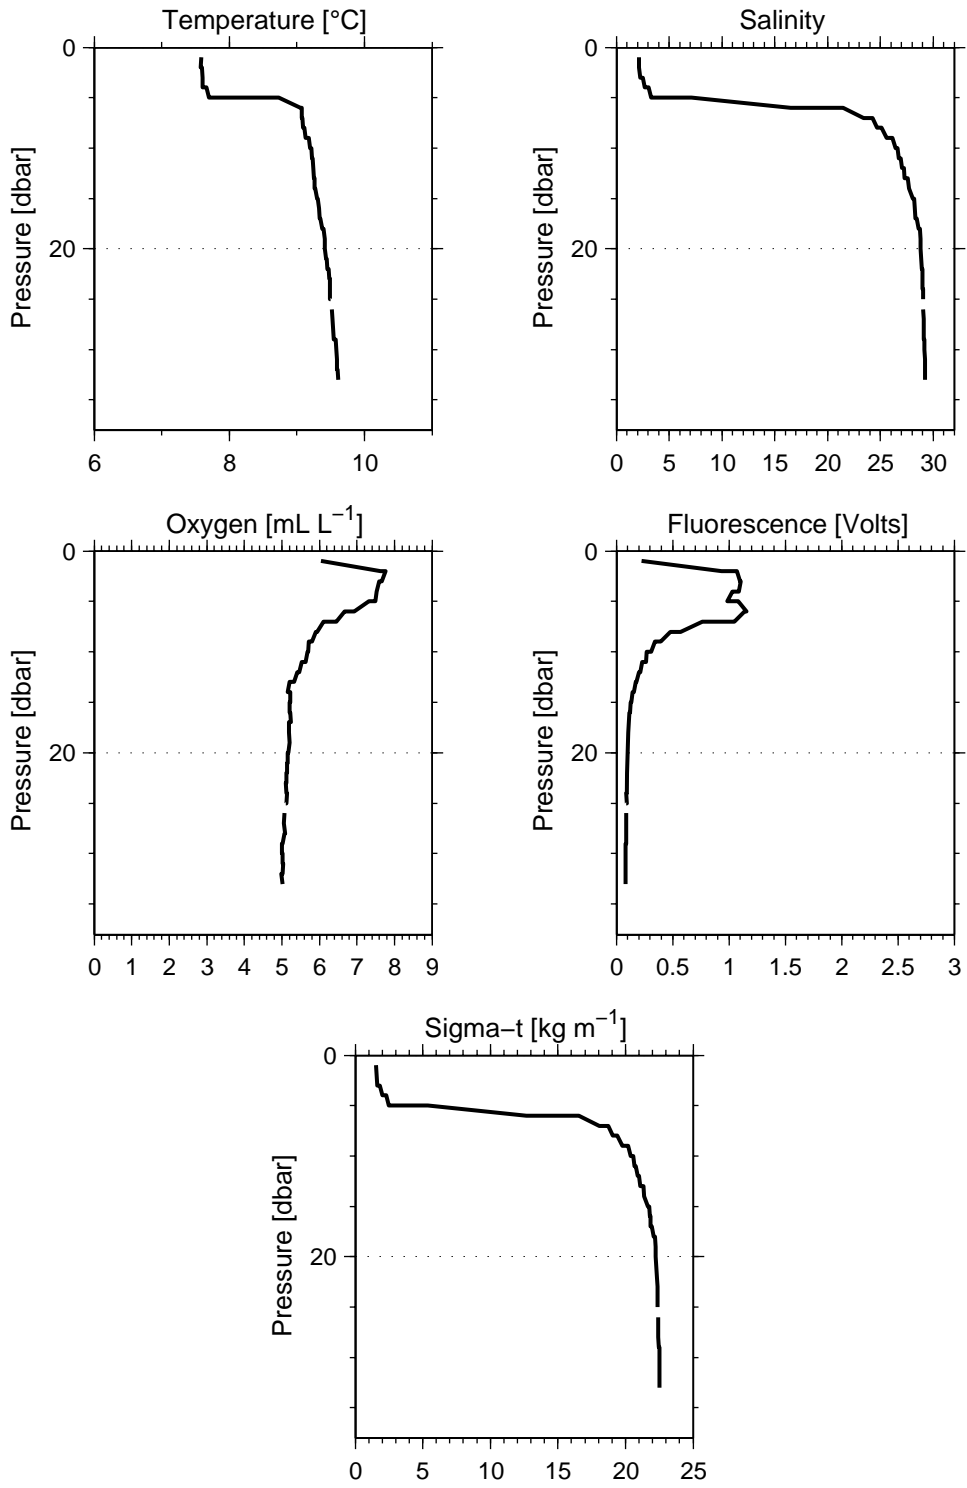 Temperature [°C]
0
20
Pressure [dbar]
6 8 10
Salinity
0
20
Pressure [dbar]
0 5 10 15 20 25 30
Oxygen [mL L−1]
0
20
Pressure [dbar]
0 1 2 3 4 5 6 7 8 9
Fluorescence [Volts]
0
20
Pressure [dbar]
0 0.5 1 1.5 2 2.5 3
Sigma−t [kg m−1]
0
20
Pressure [dbar]
0 5 10 15 20 25